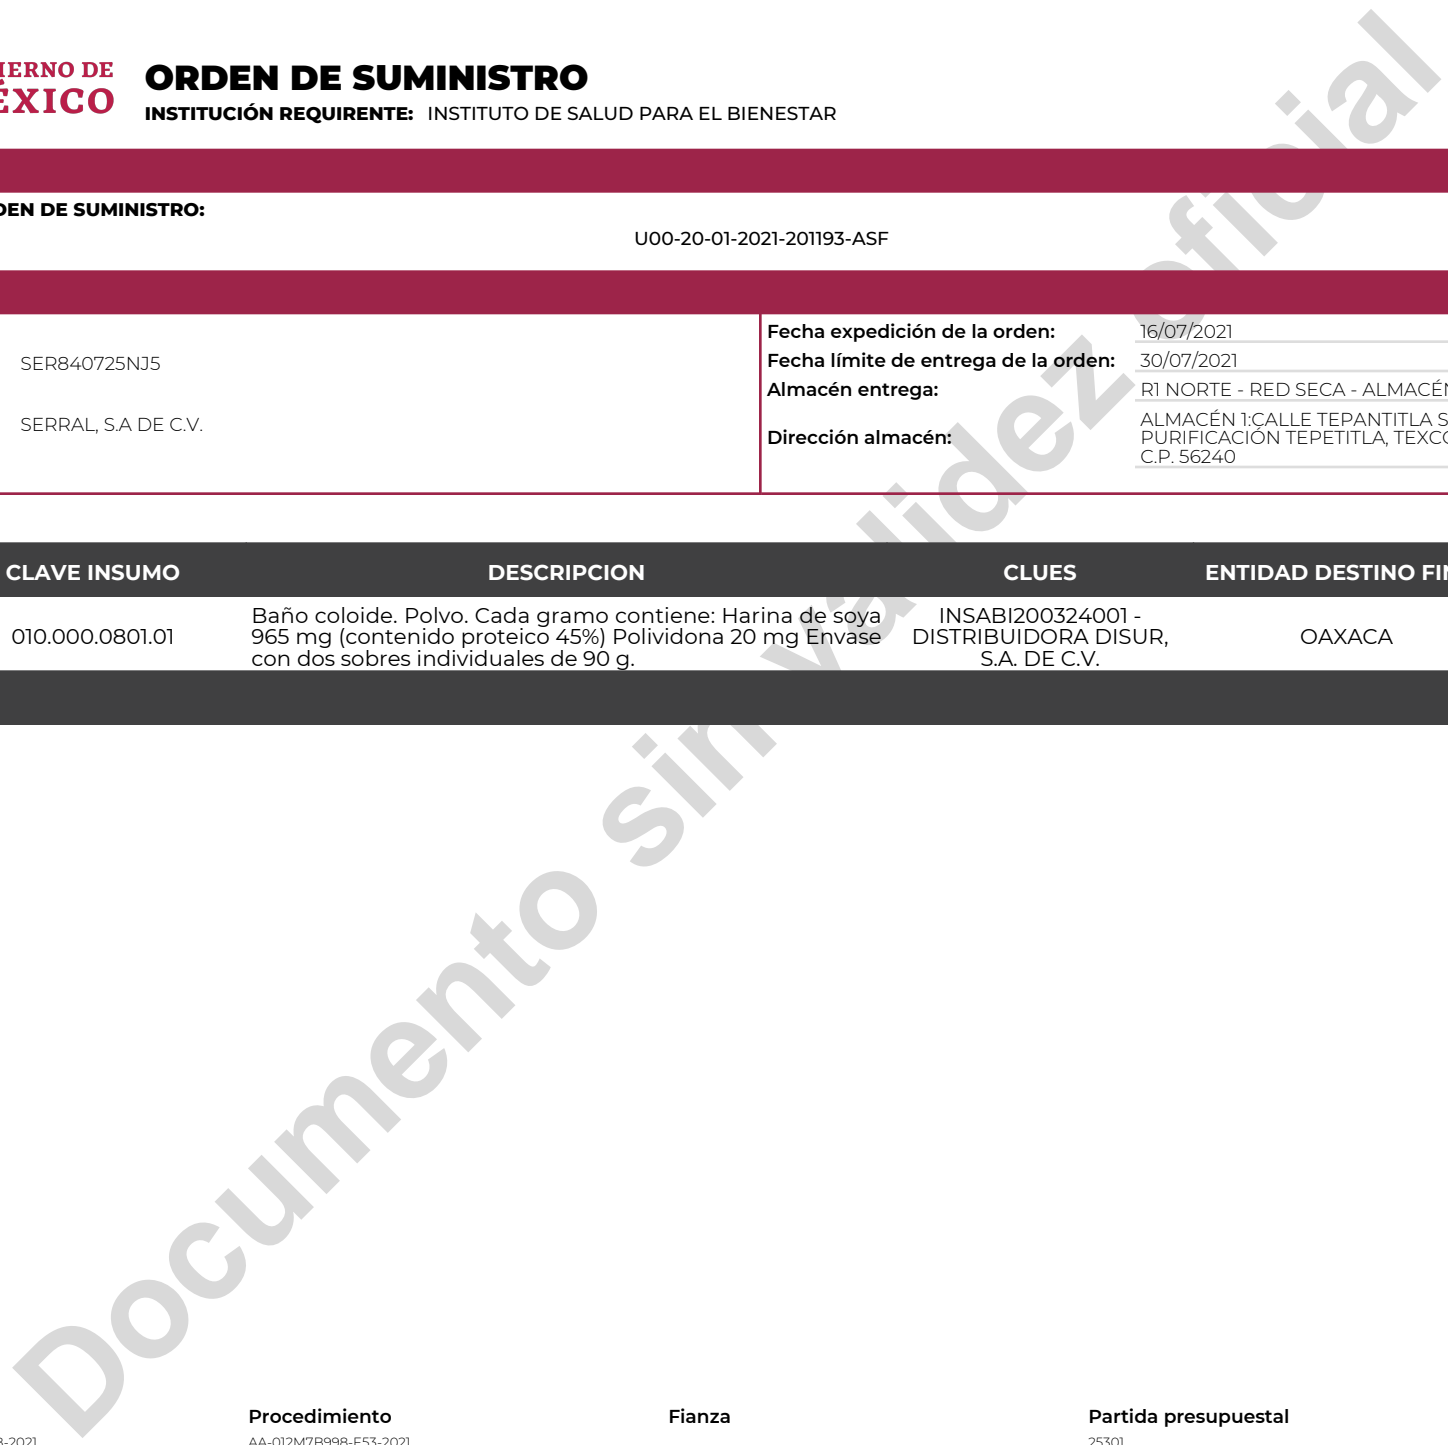 IERNO DE
ÉXICO
ORDEN DE SUMINISTRO
INSTITUCIÓN REQUIRENTE: INSTITUTO DE SALUD PARA EL BIENESTAR
DEN DE SUMINISTRO:
U00-20-01-2021-201193-ASF
SER840725NJ5
SERRAL, S.A DE C.V.
Fecha expedición de la orden: 16/07/2021
Fecha límite de entrega de la orden: 30/07/2021
Almacén entrega: R1 NORTE - RED SECA - ALMACÉN
Dirección almacén:
ALMACÉN 1:CALLE TEPANTITLA S
PURIFICACIÓN TEPETITLA, TEXCO
C.P. 56240
CLAVE INSUMO DESCRIPCION CLUES ENTIDAD DESTINO FIN
010.000.0801.01
Baño coloide. Polvo. Cada gramo contiene: Harina de soya
965 mg (contenido proteico 45%) Polividona 20 mg Envase
con dos sobres individuales de 90 g.
INSABI200324001 -
DISTRIBUIDORA DISUR,
S.A. DE C.V.
OAXACA
Documento sin validez oficial
Procedimiento Fianza Partida presupuestal
-2021 AA-012M7B998-E53-2021 25301